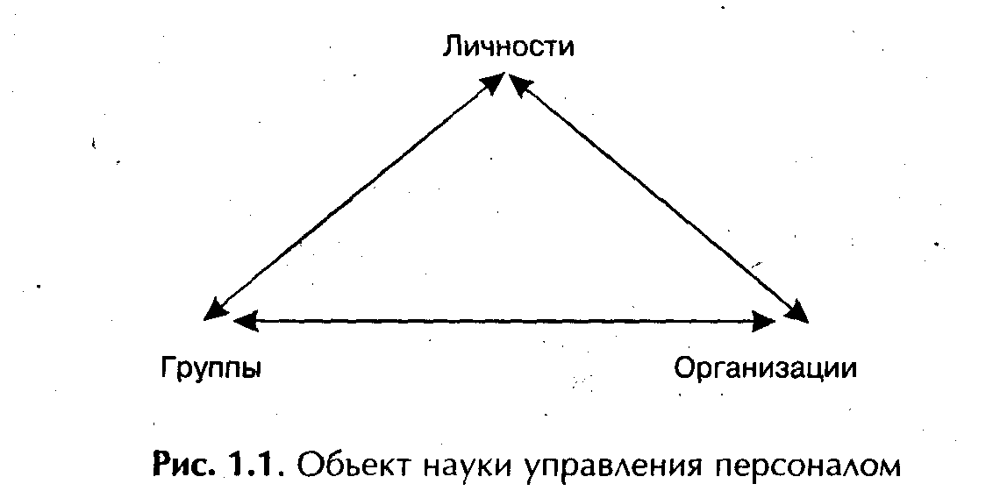 Личности
Группы
Организации
Рис. 1.1. Обьект науки управления персоналом